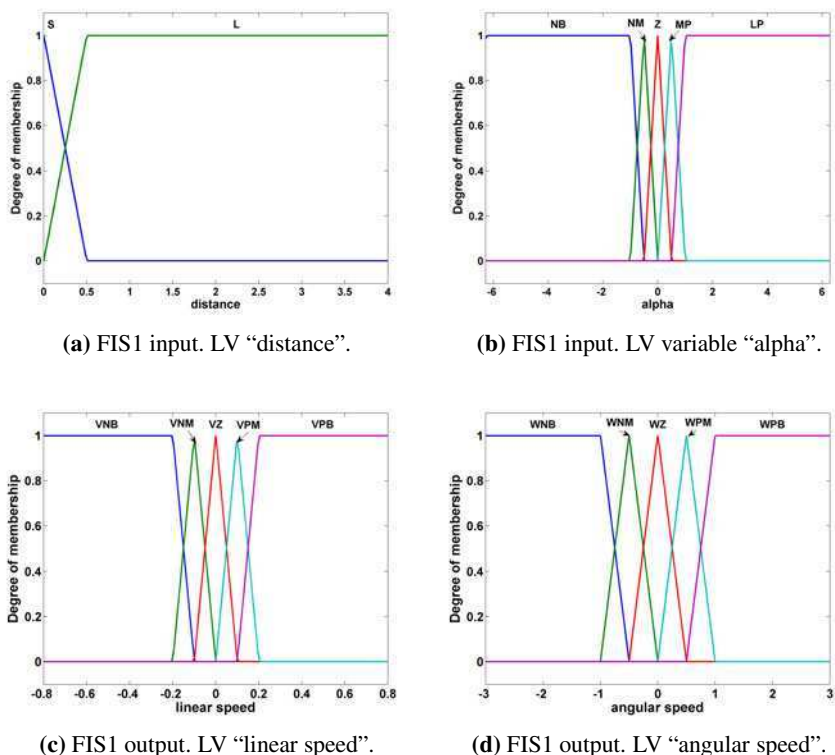 S L
1
0.8
0.6
0.4
0.2
0
Degree of membership
0 0.5 1 1.5 2 2.5 3 3.5 4
distance
(a) FIS1 input. LV “distance”.
NB NM Z MP LP
1
0.8
0.6
0.4
0.2
0
Degree of membership
-6 -4 -2 0 2 4 6
alpha
(b) FIS1 input. LV variable “alpha”.
VNB VNM VZ VPM VPB
1
0.8
0.6
0.4
0.2
0
Degree of membership
-0.8 -0.6 -0.4 -0.2 0 0.2 0.4 0.6 0.8
linear speed
(c) FIS1 output. LV “linear speed”.
WNB WNM WZ WPM WPB
1
0.8
0.6
0.4
0.2
0
Degree of membership
-3 -2 -1 0 1 2 3
angular speed
(d) FIS1 output. LV “angular speed”.